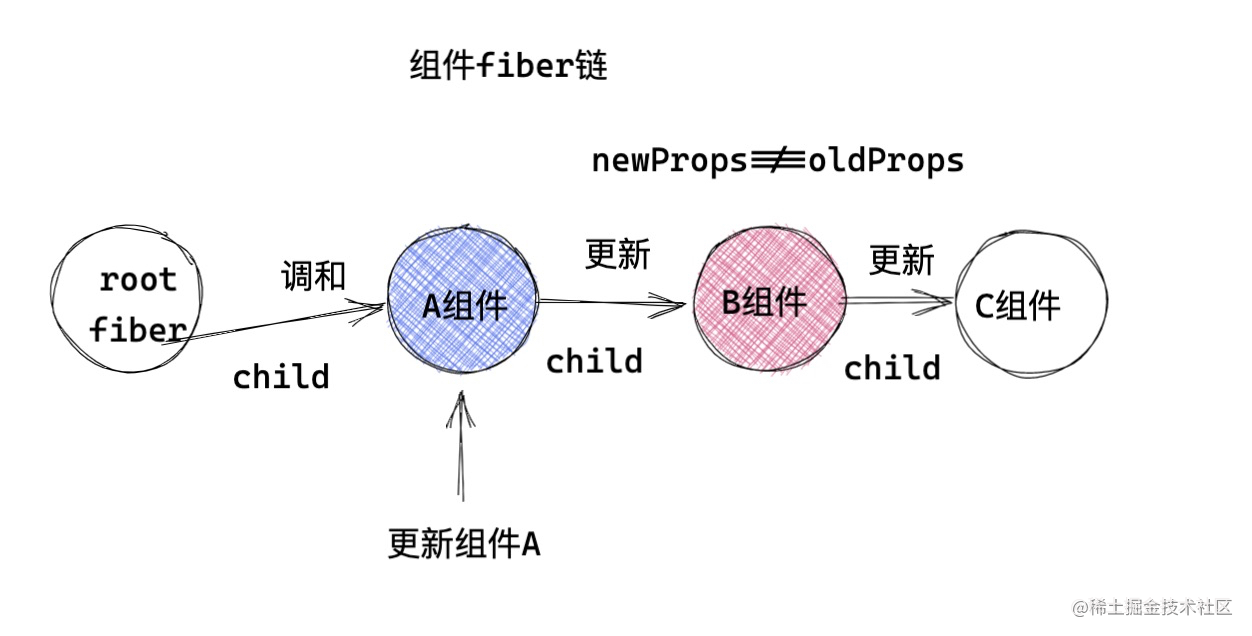 组件fiber链
newProps≢oldProps
root
fiber
调和
child
A组件
更新
child
B组件
更新
child
C组件
更新组件A
@稀土掘金技术社区